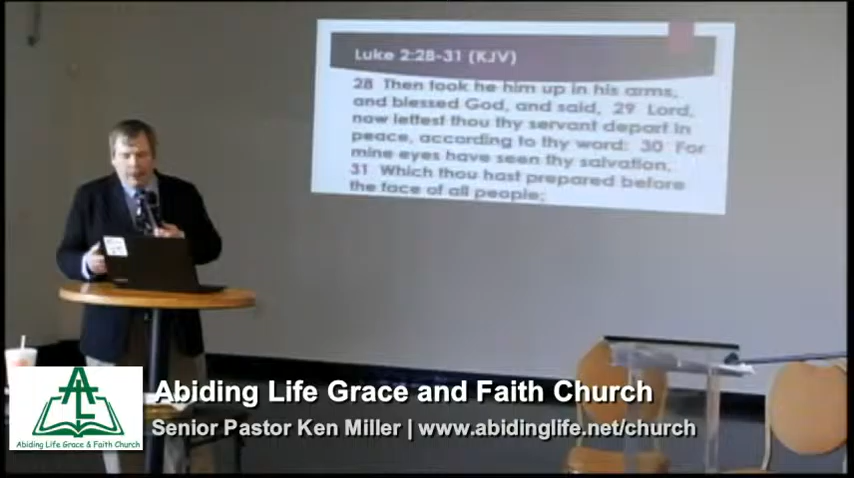 Luke 2:28-31 (KJV)
28 Then took he him up in his arms,
and blessed God, and said, 29 Lord,
now lettest thou thy servant depart in
peace, according to thy word: 30 For
mine eyes have seen thy salvation,
31 Which thou hast prepared before
the face of all people;
Abiding Life Grace and Faith Church
Senior Pastor Ken Miller | www.abidinglife.net/church
AL
Abiding Life Grace & Faith Church